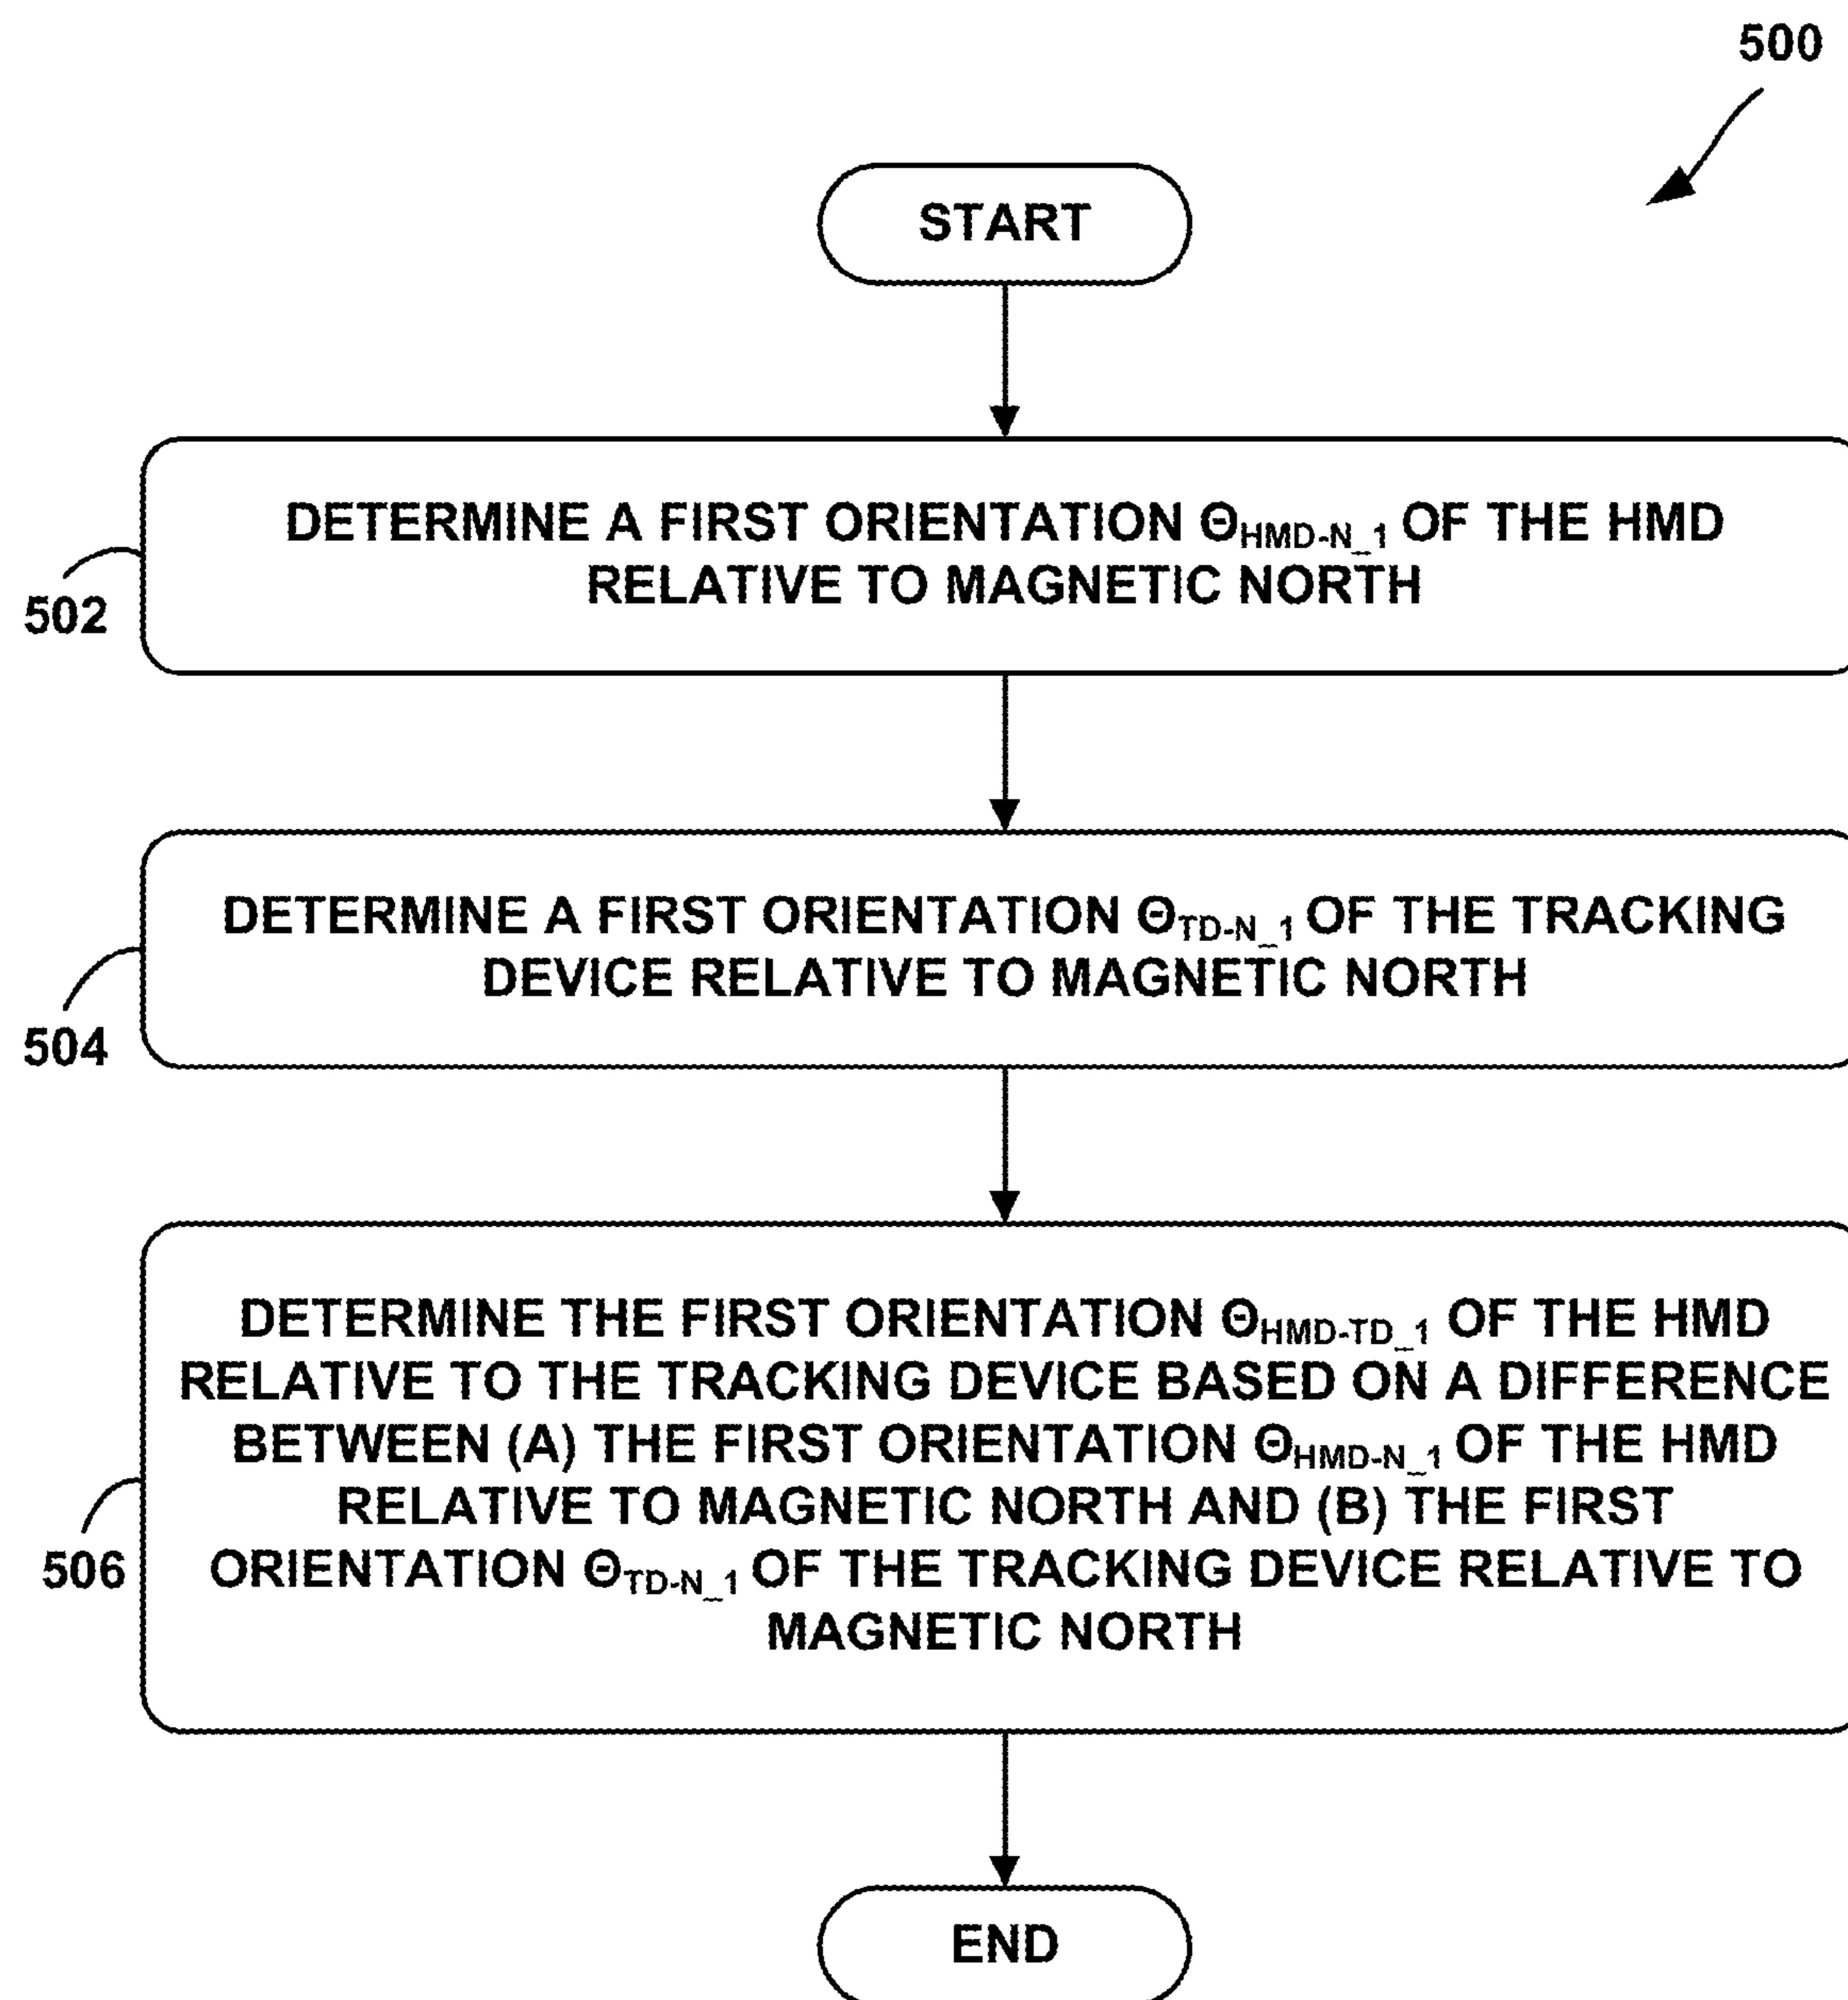 500
START
DETERMINE A FIRST ORIENTATION ΘHMD-N_1 OF THE HMD
RELATIVE TO MAGNETIC NORTH
502
DETERMINE A FIRST ORIENTATION ΘTD-N_1 OF THE TRACKING
DEVICE RELATIVE TO MAGNETIC NORTH
504
DETERMINE THE FIRST ORIENTATION ΘHMD-TD_1 OF THE HMD
RELATIVE TO THE TRACKING DEVICE BASED ON A DIFFERENCE
BETWEEN (A) THE FIRST ORIENTATION ΘHMD-N_1 OF THE HMD
RELATIVE TO MAGNETIC NORTH AND (B) THE FIRST
ORIENTATION ΘTD-N_1 OF THE TRACKING DEVICE RELATIVE TO
MAGNETIC NORTH
506
END